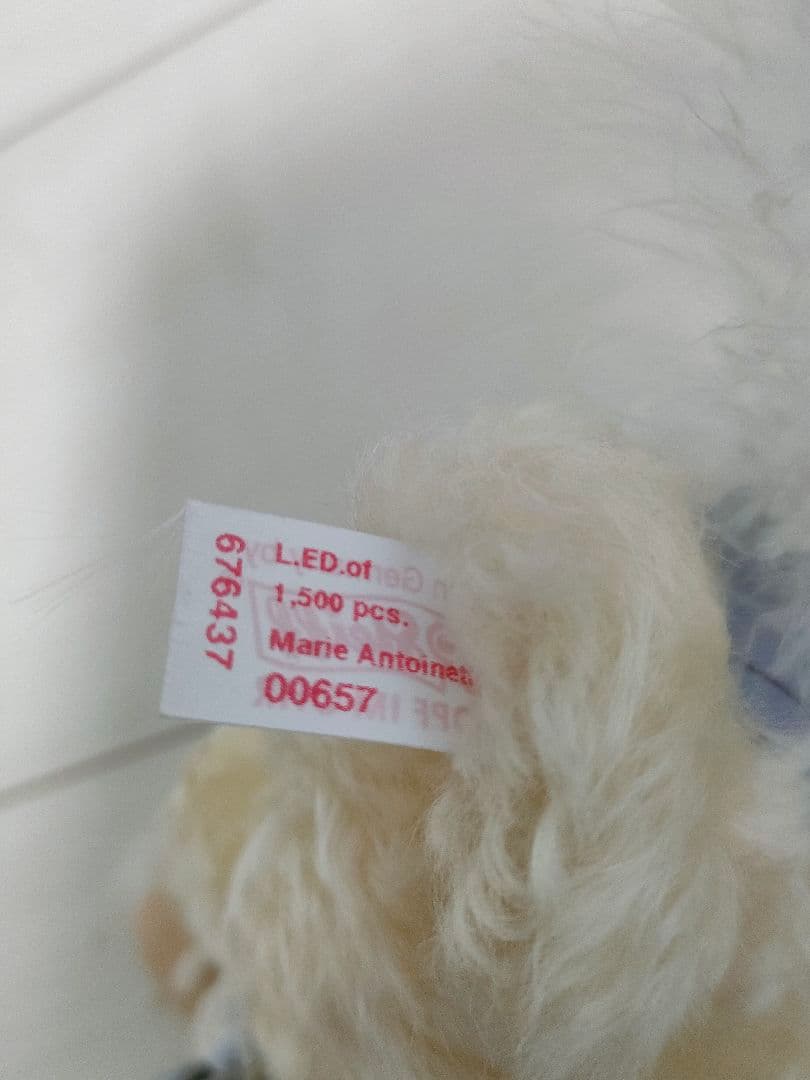 L.ED.of
1,500 pcs.
Marie Antoinet
00657
676437